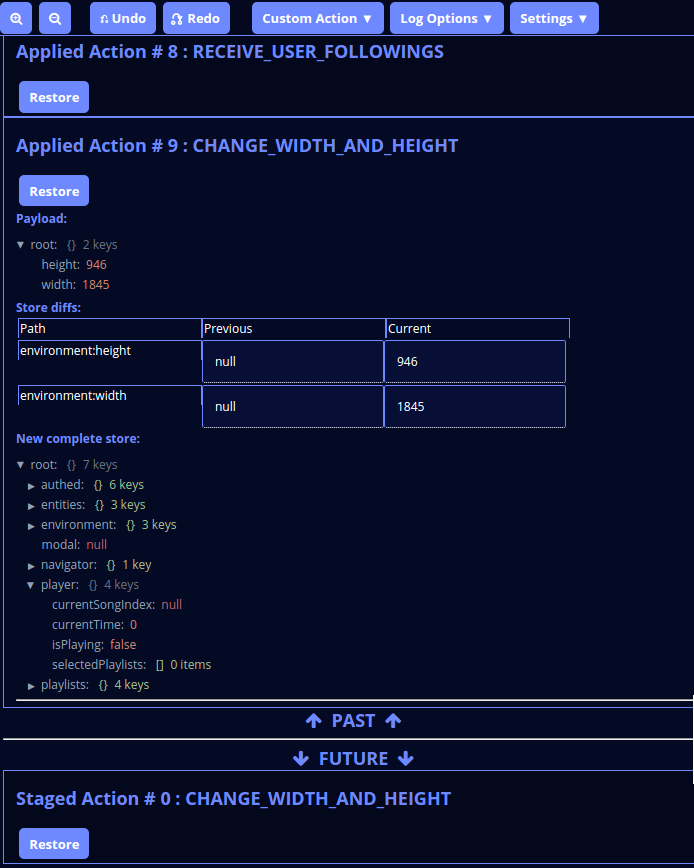 Undo Redo Custom Action ▼ Log Options ▼ Settings ▼
Applied Action # 8 : RECEIVE_USER_FOLLOWINGS
Restore
Applied Action # 9 : CHANGE_WIDTH_AND_HEIGHT
Restore
Payload:
▼ root: {} 2 keys
height: 946
width: 1845
Store diffs:
Path Previous Current
environment:height null 946
environment:width null 1845
New complete store:
▼ root: {} 7 keys
▶ authed: {} 6 keys
▶ entities: {} 3 keys
▶ environment: {} 3 keys
modal: null
▶ navigator: {} 1 key
▼ player: {} 4 keys
currentSongIndex: null
currentTime: 0
isPlaying: false
selectedPlaylists: [] 0 items
▶ playlists: {} 4 keys
PAST
FUTURE
Staged Action # 0 : CHANGE_WIDTH_AND_HEIGHT
Restore